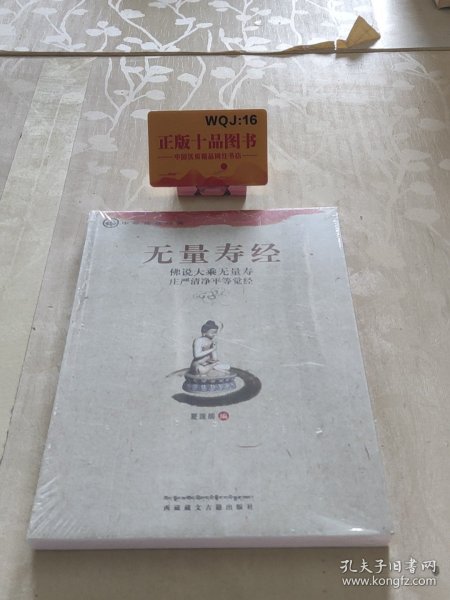 WQJ:16
正版十品图书
无量寿经
佛说大乘无量寿
庄严清净平等觉经
夏莲居 编
西藏藏文古籍出版社
孔夫子旧书网
www.kongfz.com